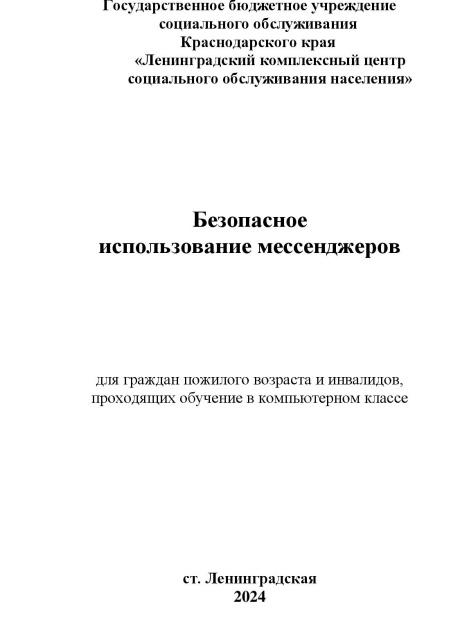 Государственное бюджетное учреждение
социального обслуживания
Краснодарского края
«Ленинградский комплексный центр
социального обслуживания населения»
Безопасное
использование мессенджеров
для граждан пожилого возраста и инвалидов,
проходящих обучение в компьютерном классе
ст. Ленинградская
2024